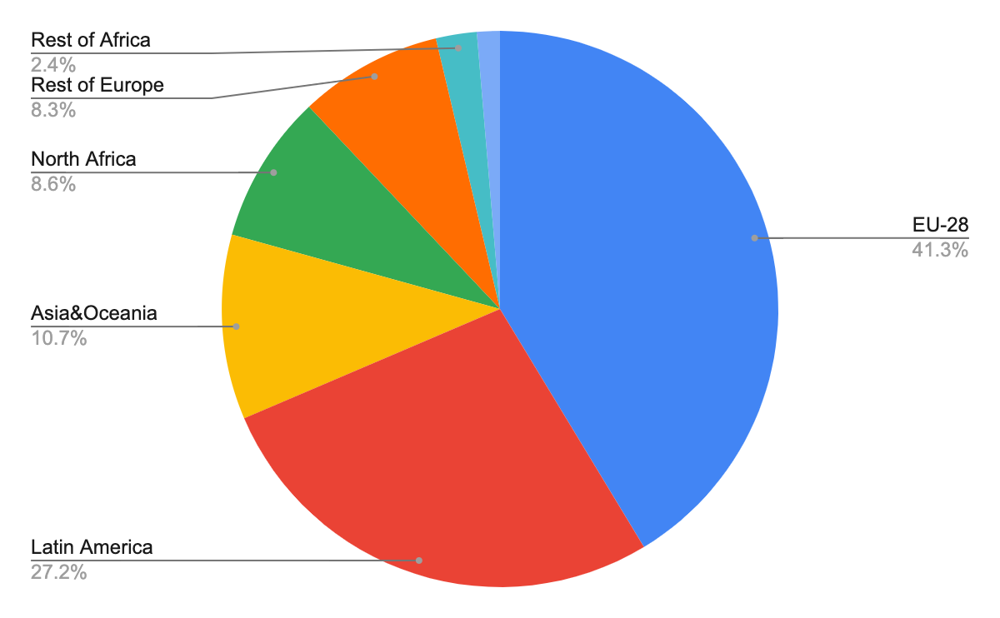 Rest of Africa
2.4%
Rest of Europe
8.3%
North Africa
8.6%
Asia&Oceania
10.7%
Latin America
27.2%
EU-28
41.3%